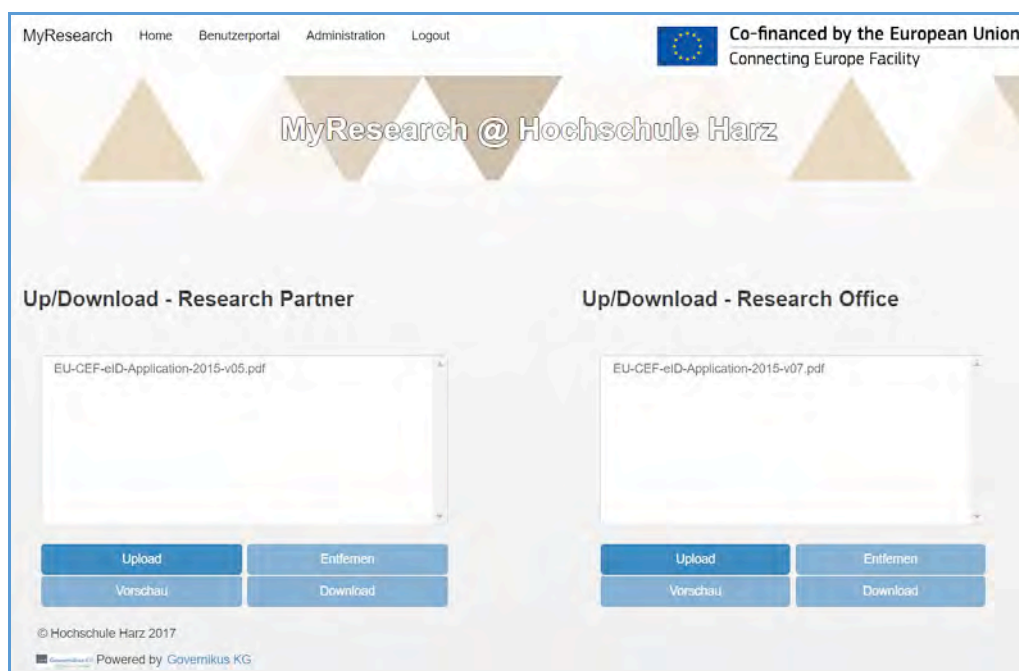 MyResearch Home Benutzerportal Administration Logout
Co-financed by the European Union
Connecting Europe Facility
MyResearch @ Hochschule Harz
Up/Download - Research Partner
Up/Download - Research Office
EU-CEF-eID-Application-2015-v05.pdf
EU-CEF-eID-Application-2015-v07.pdf
Upload Entfernen
Vorschau Download
Upload Entfernen
Vorschau Download
© Hochschule Harz 2017
Powered by Governikus KG